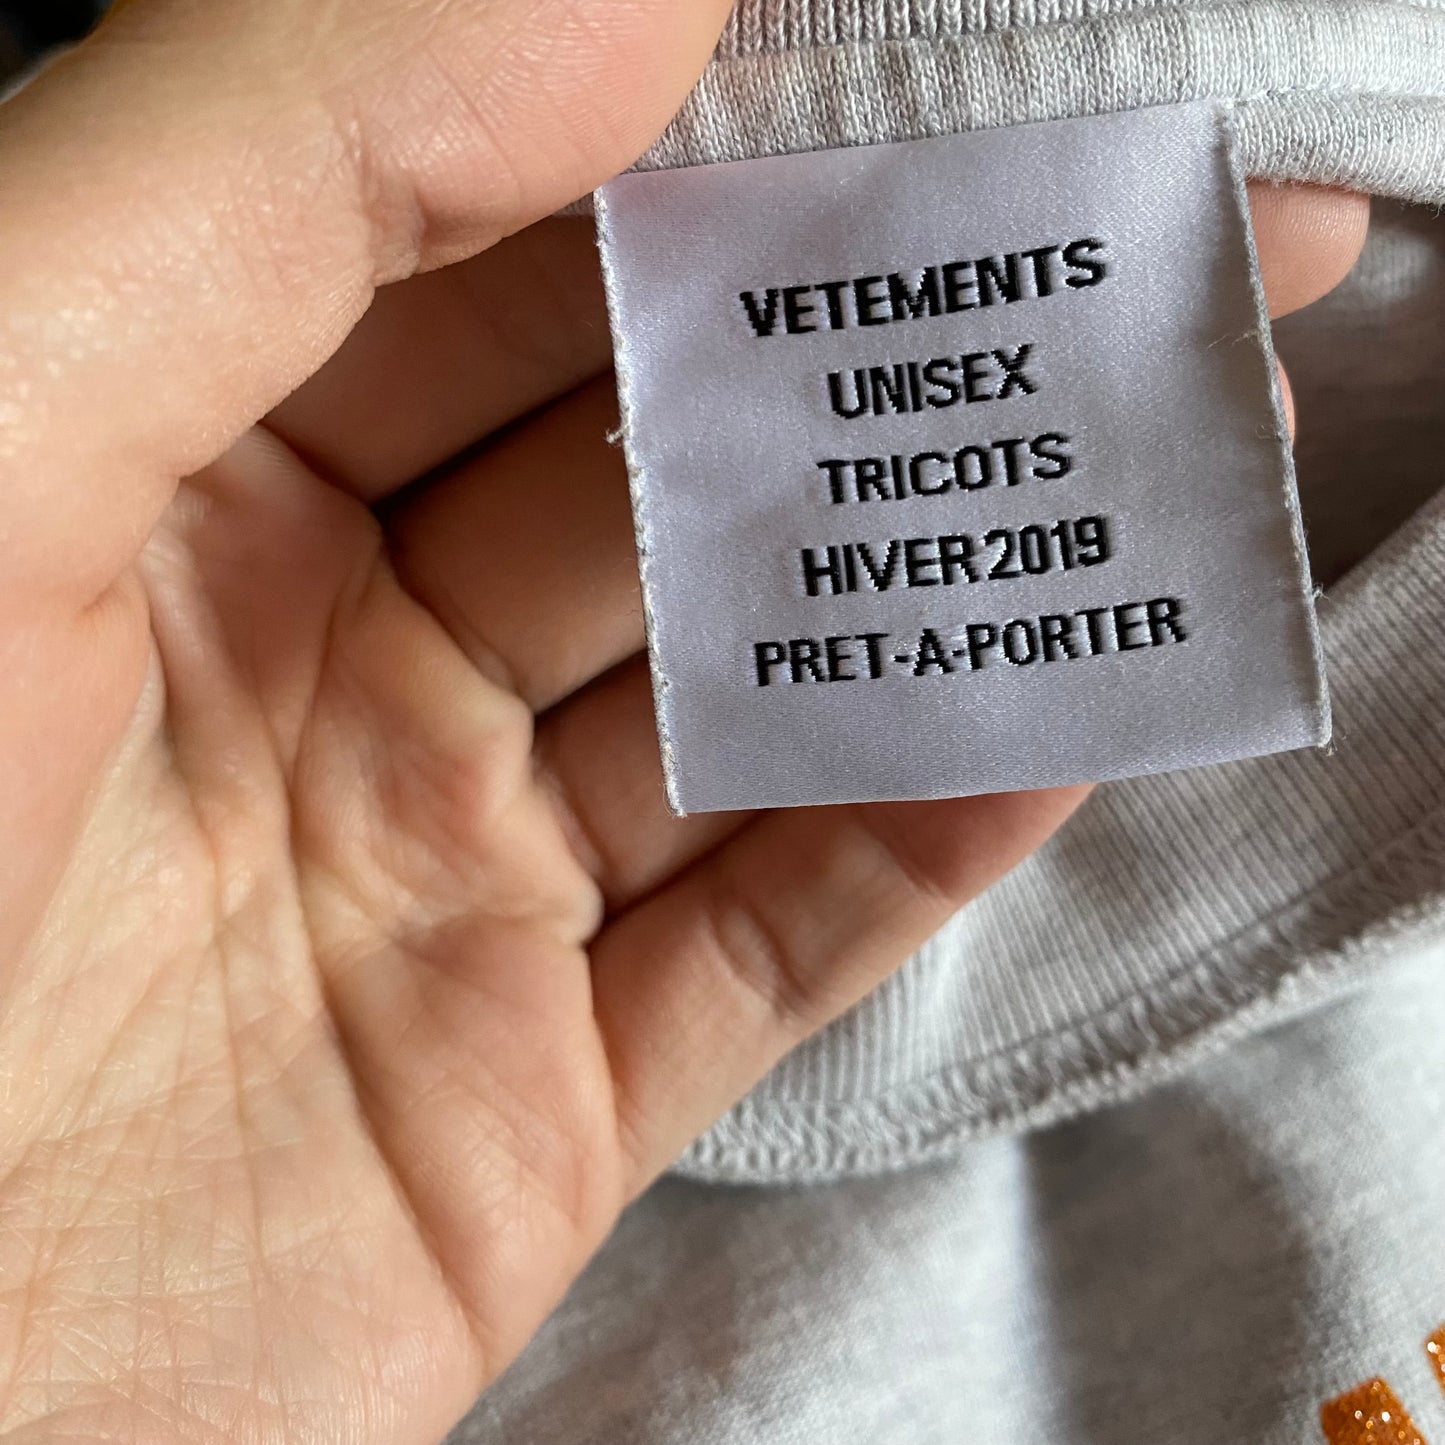 VETEMENTS
UNISEX
TRICOTS
HIVER 2019
PRET-A-PORTER